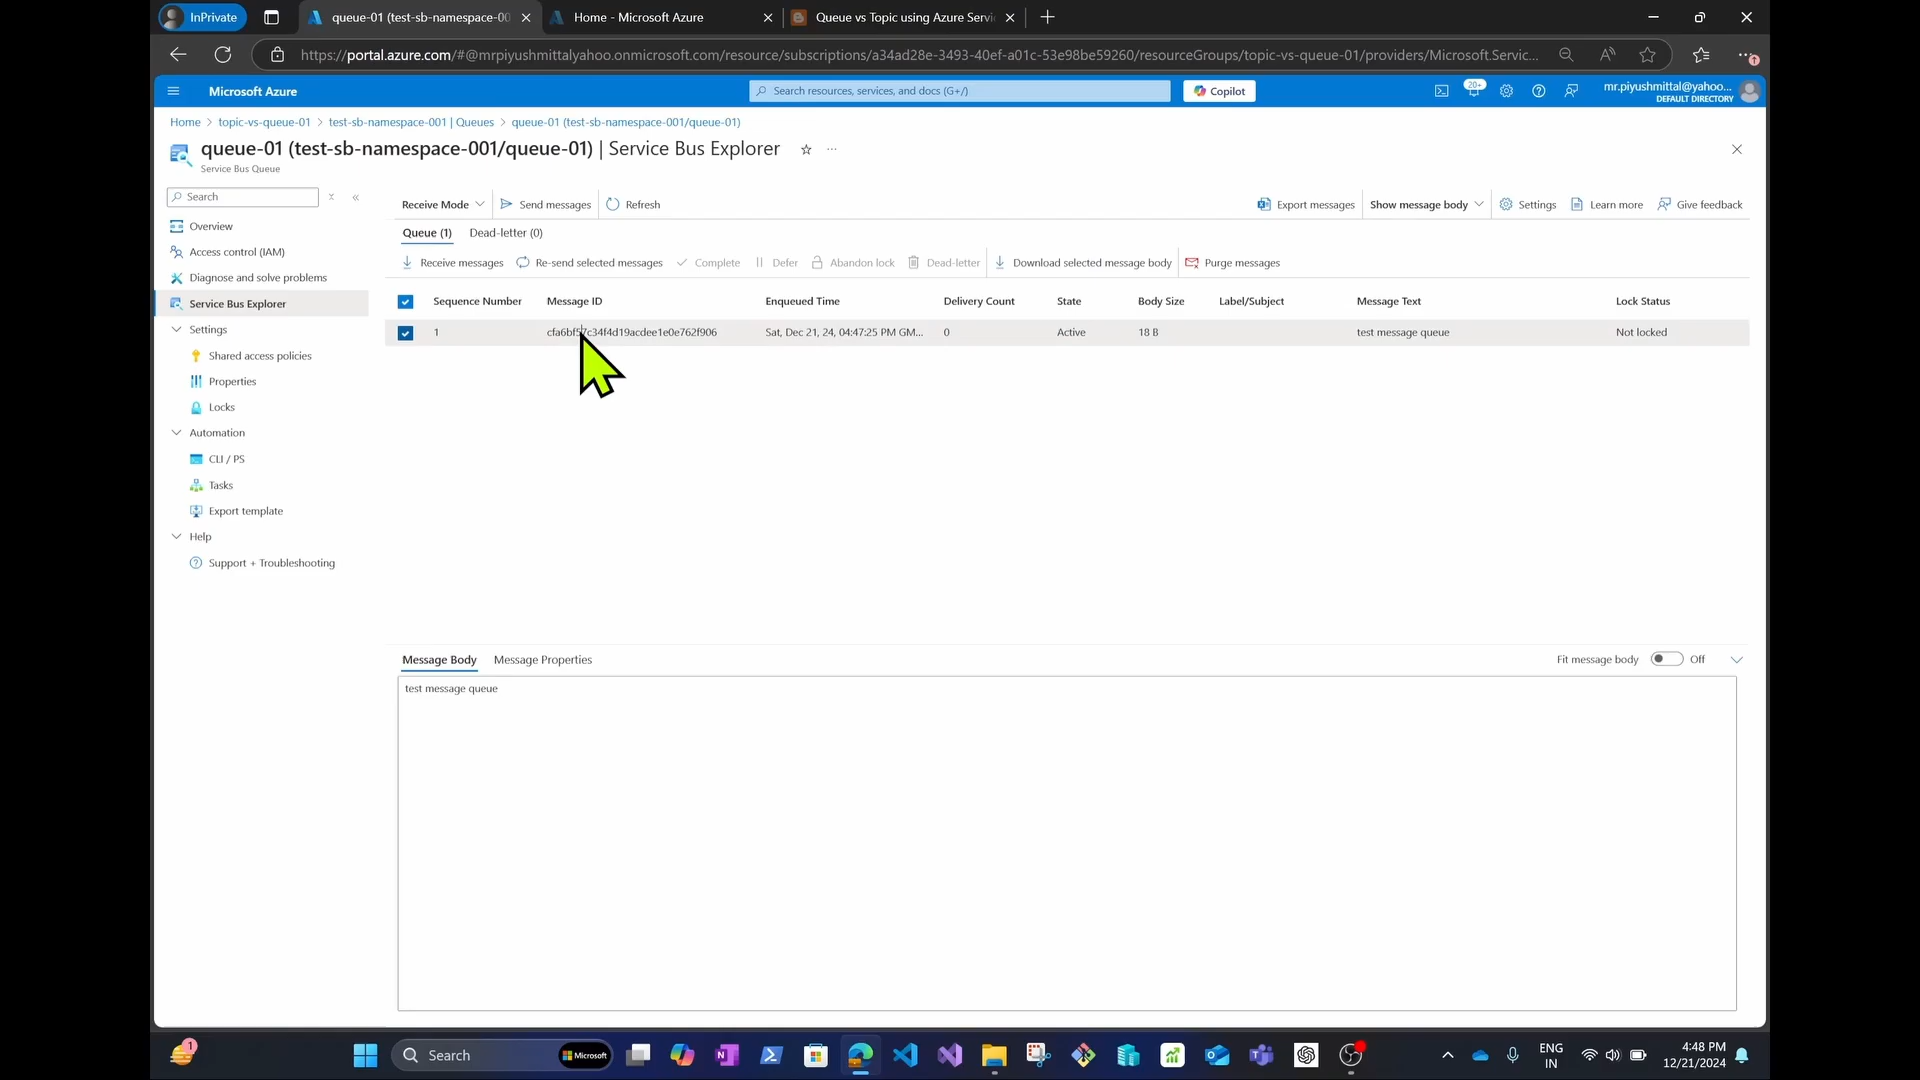 InPrivate
queue-01 (test-sb-namespace-00
Home - Microsoft Azure
Queue vs Topic using Azure Servi
https://portal.azure.com/#@mrpiyushmittalyahoo.onmicrosoft.com/resource/subscriptions/a34ad28e-3493-40ef-a01c-53e98be59260/resourceGroups/topic-vs-queue-01/providers/Microsoft.Servic...
Microsoft Azure
Search resources, services, and docs (G+/)
Copilot
20+
mr.piyushmittal@yahoo...
DEFAULT DIRECTORY
Home > topic-vs-queue-01 > test-sb-namespace-001 | Queues > queue-01 (test-sb-namespace-001/queue-01)
queue-01 (test-sb-namespace-001/queue-01) | Service Bus Explorer
Service Bus Queue
Search
Overview
Access control (IAM)
Diagnose and solve problems
Service Bus Explorer
Settings
Shared access policies
Properties
Locks
Automation
CLI / PS
Tasks
Export template
Help
Support + Troubleshooting
Receive Mode Send messages Refresh Export messages Show message body Settings Learn more Give feedback
Queue (1) Dead-letter (0)
Receive messages Re-send selected messages Complete Defer Abandon lock Dead-letter Download selected message body Purge messages
Sequence Number Message ID Enqueued Time Delivery Count State Body Size Label/Subject Message Text Lock Status
1 Sat, Dec 21, 24, 04:47:25 PM GM... 0 Active 18 B test message queue Not locked
Message Body Message Properties Fit message body Off
test message queue
1
Search
Microsoft
ENG
IN
4:48 PM
12/21/2024